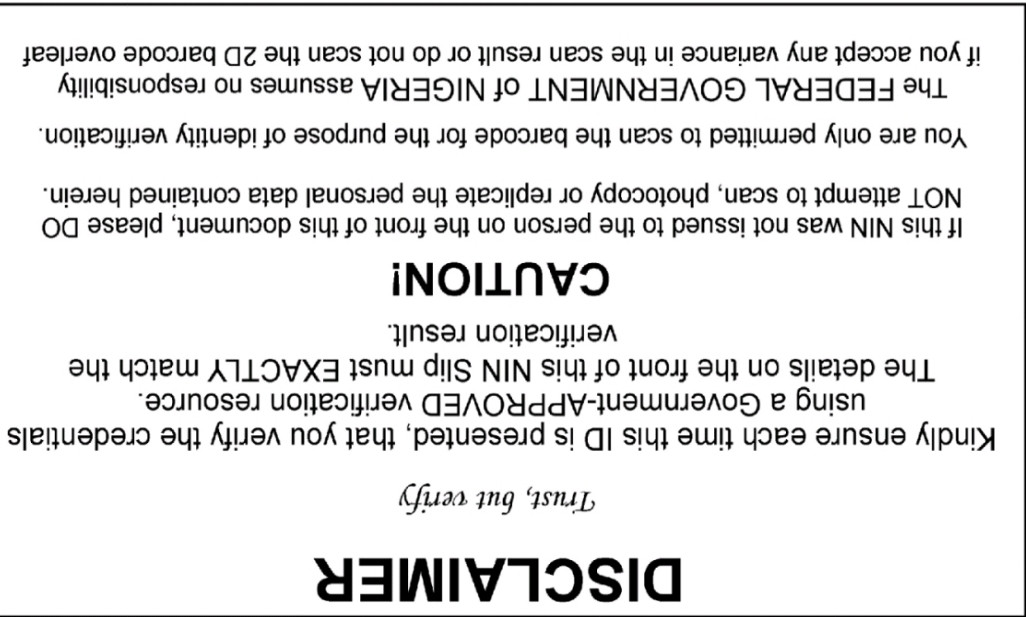 DISCLAIMER
Trust, but verify
Kindly ensure each time this ID is presented, that you verify the credentials
using a Government-APPROVED verification resource.
The details on the front of this NIN Slip must EXACTLY match the
verification result.
CAUTION!
If this NIN was not issued to the person on the front of this document, please DO
NOT attempt to scan, photocopy or replicate the personal data contained herein.
You are only permitted to scan the barcode for the purpose of identity verification.
The FEDERAL GOVERNMENT of NIGERIA assumes no responsibility
if you accept any variance in the scan result or do not scan the 2D barcode overleaf